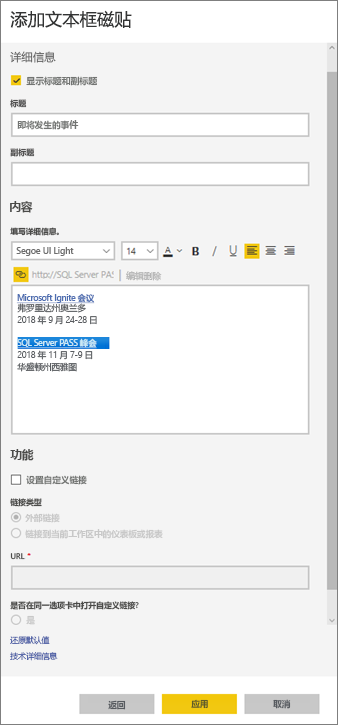 添加文本框磁贴
详细信息
显示标题和副标题
标题
即将发生的事件
副标题
内容
填写详细信息。
Segoe UI Light 14 A B I U
http://SQL Server PAS | 编辑删除
Microsoft Ignite 会议
弗罗里达州奥兰多
2018 年 9 月 24-28 日
SQL Server PASS 峰会
2018 年 11 月 7-9 日
华盛顿州西雅图
功能
设置自定义链接
链接类型
外部链接
链接到当前工作区中的仪表板或报表
URL *
是否在同一选项卡中打开自定义链接?
是
还原默认值
技术详细信息
返回 应用 取消